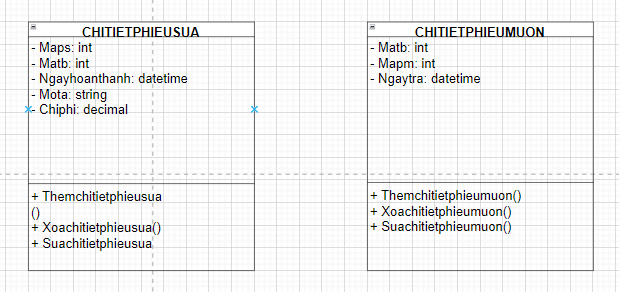 CHITIETPHIEUSUA
- Maps: int
- Matb: int
- Ngayhoanthanh: datetime
- Mota: string
- Chiphi: decimal
+ Themchitietphieusua
()
+ Xoachitietphieusua()
+ Suachitietphieusua
CHITIETPHIEUMUON
- Matb: int
- Mapm: int
- Ngaytra: datetime
+ Themchitietphieumuon()
+ Xoachitietphieumuon()
+ Suachitietphieumuon()